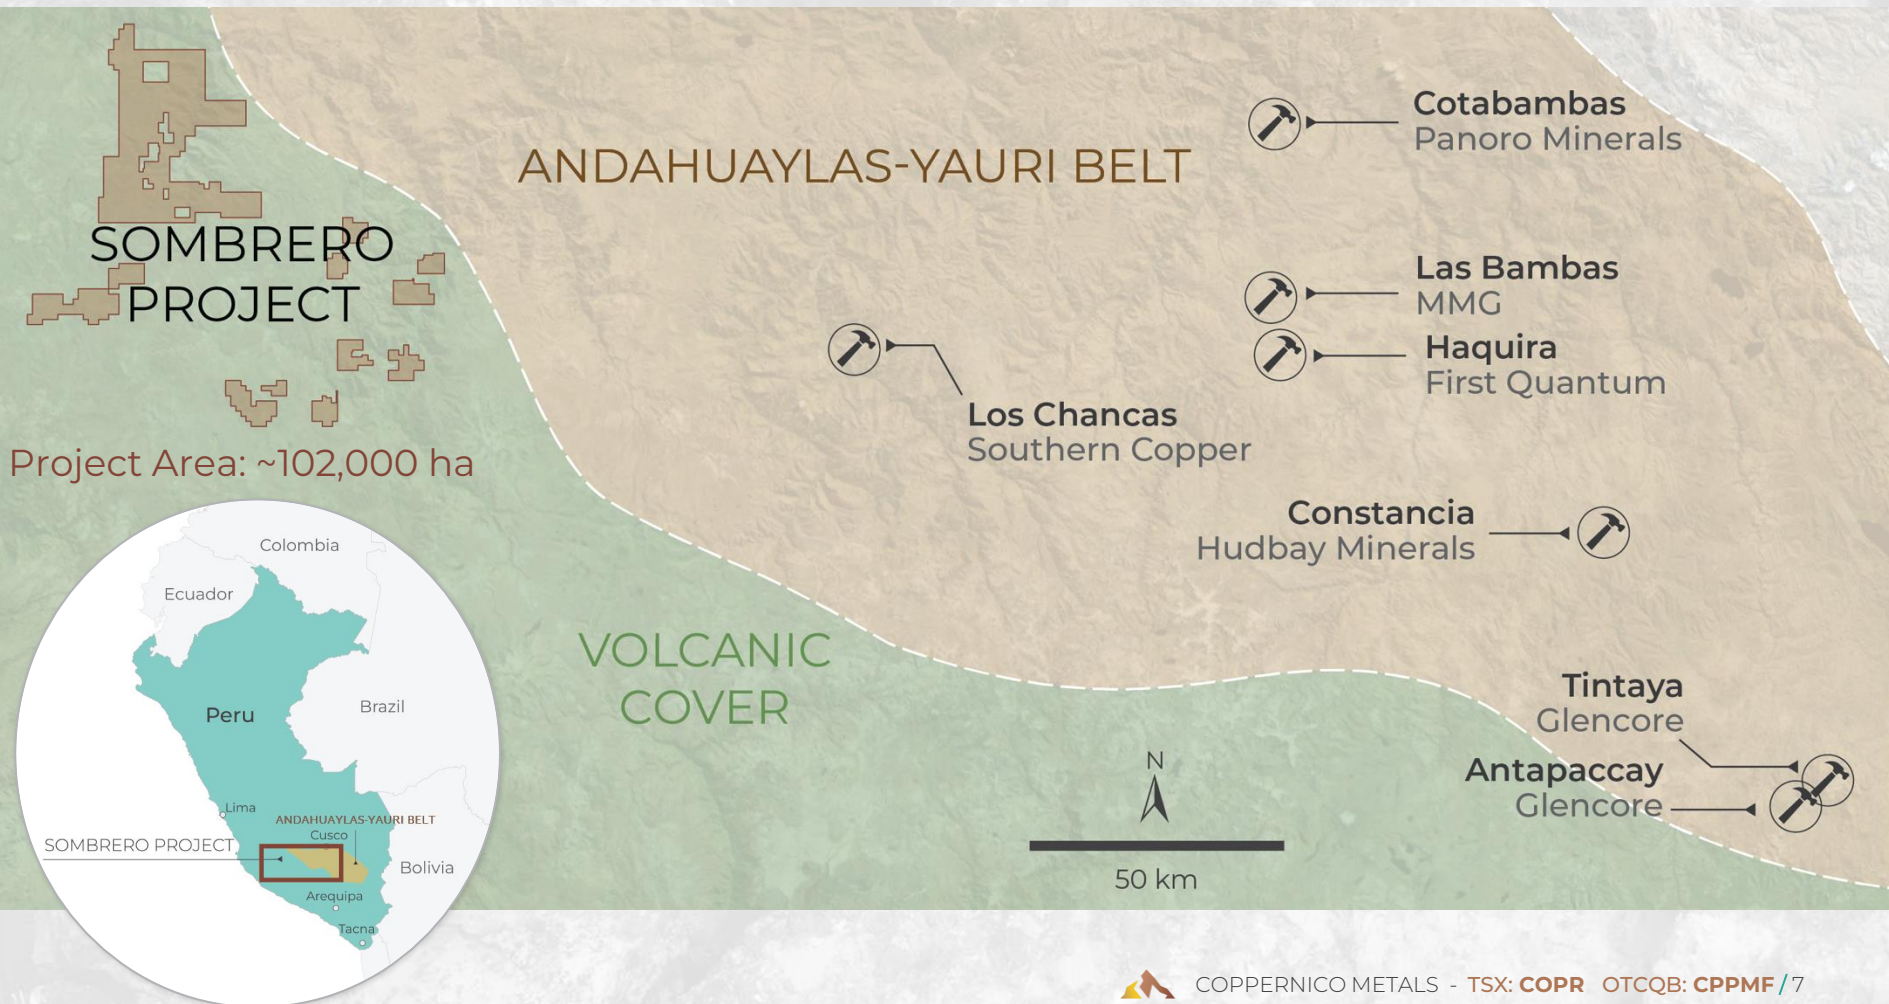 ANDAHUAYLAS-YAURI BELT
Cotabambas
Panoro Minerals
SOMBRERO
PROJECT
Las Bambas
MMG
Haquira
First Quantum
Los Chancas
Southern Copper
Project Area: ~102,000 ha
Constancia
Hudbay Minerals
VOLCANIC
COVER
Tintaya
Glencore
Antapaccay
Glencore
N
50 km
Colombia
Ecuador
Peru
Brazil
Lima
ANDAHUAYLAS-YAURI BELT
Cusco
SOMBRERO PROJECT
Bolivia
Arequipa
Tacna
COPPERNICO METALS - TSX: COPR OTCQB: CPPMF / 7